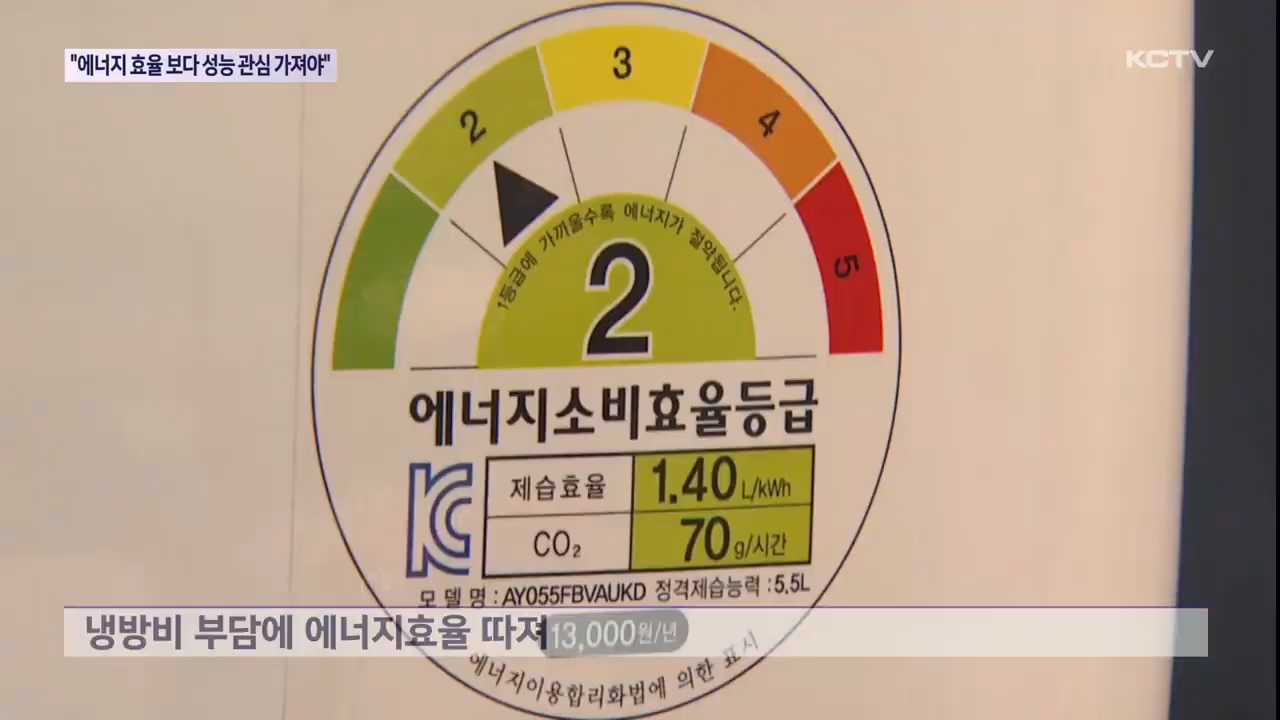 "에너지 효율 보다 성능 관심 가져야"
KCTV
2
3
4
5
1등급에 가까울수록 에너지가 절약됩니다.
2
에너지소비효율등급
제습효율 1.40 L/kWh
CO₂ 70 g/시간
모델명 : AY055FBVAUKD 정격제습능력 : 5.5L
냉방비 부담에 에너지효율 따져
13,000원/년
에너지이용합리화법에 의한 표시